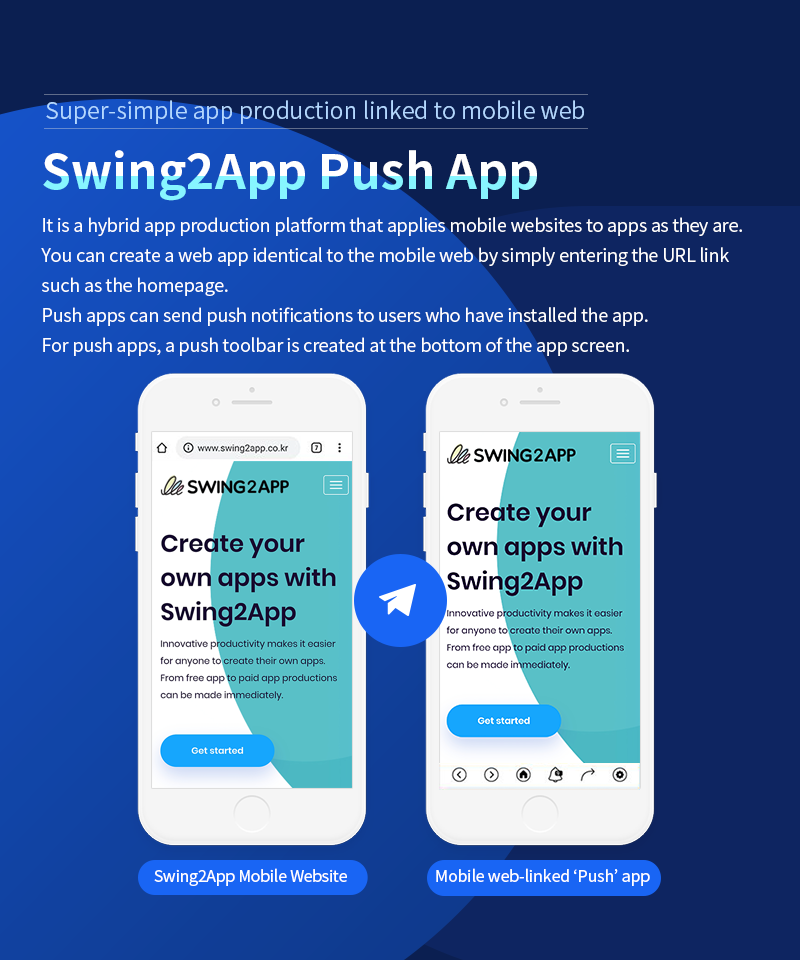 Super-simple app production linked to mobile web
Swing2App Push App
It is a hybrid app production platform that applies mobile websites to apps as they are.
You can create a web app identical to the mobile web by simply entering the URL link
such as the homepage.
Push apps can send push notifications to users who have installed the app.
For push apps, a push toolbar is created at the bottom of the app screen.
www.swing2app.co.kr
7
SWING2APP
Create your
own apps with
Swing2App
Innovative productivity makes it easier
for anyone to create their own apps.
From free app to paid app productions
can be made immediately.
Get started
Swing2App Mobile Website
SWING2APP
Create your
own apps with
Swing2App
Innovative productivity makes it easier
for anyone to create their own apps.
From free app to paid app productions
can be made immediately.
Get started
Mobile web-linked ‘Push’ app